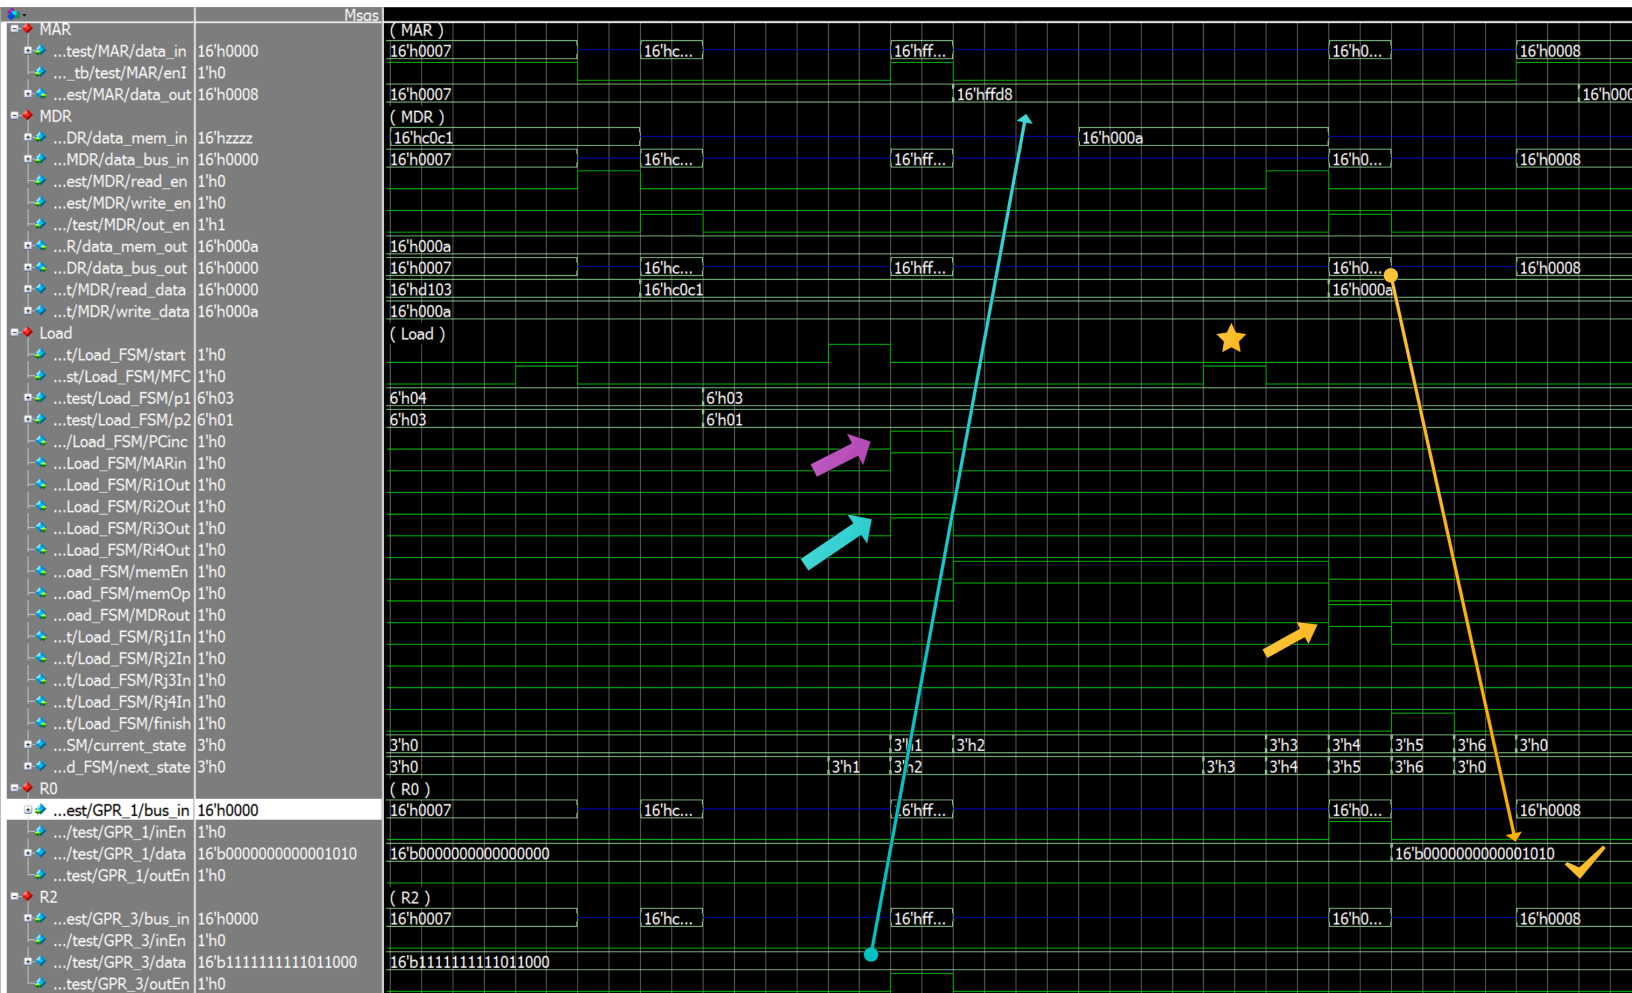 Msgs
MAR ( MAR )
...test/MAR/data_in 16'h0000 16'h0007 16'hc... 16'hff... 16'h0... 16'h0008
..._tb/test/MAR/enI 1'h0
...est/MAR/data_out 16'h0008 16'h0007 16'hffd8 16'h000
MDR ( MDR )
...DR/data_mem_in 16'hzzzz 16'hc0c1 16'h000a
...MDR/data_bus_in 16'h0000 16'h0007 16'hc... 16'hff... 16'h0... 16'h0008
...est/MDR/read_en 1'h0
...est/MDR/write_en 1'h0
.../test/MDR/out_en 1'h1
...R/data_mem_out 16'h000a 16'h000a
...DR/data_bus_out 16'h0000 16'h0007 16'hc... 16'hff... 16'h0... 16'h0008
...t/MDR/read_data 16'h0000 16'hd103 16'hc0c1 16'h000a
...t/MDR/write_data 16'h000a 16'h000a
Load ( Load )
...t/Load_FSM/start 1'h0
...st/Load_FSM/MFC 1'h0
...test/Load_FSM/p1 6'h03 6'h04 6'h03
...test/Load_FSM/p2 6'h01 6'h03 6'h01
.../Load_FSM/PCinc 1'h0
...Load_FSM/MARin 1'h0
...Load_FSM/Ri1Out 1'h0
...Load_FSM/Ri2Out 1'h0
...Load_FSM/Ri3Out 1'h0
...Load_FSM/Ri4Out 1'h0
...oad_FSM/memEn 1'h0
...oad_FSM/memOp 1'h0
...oad_FSM/MDRout 1'h0
...t/Load_FSM/Rj1In 1'h0
...t/Load_FSM/Rj2In 1'h0
...t/Load_FSM/Rj3In 1'h0
...t/Load_FSM/Rj4In 1'h0
...t/Load_FSM/finish 1'h0
...SM/current_state 3'h0 3'h0 3'h1 3'h2 3'h3 3'h4 3'h5 3'h6 3'h0
...d_FSM/next_state 3'h0 3'h0 3'h1 3'h2 3'h3 3'h4 3'h5 3'h6 3'h0
R0 ( R0 )
...est/GPR_1/bus_in 16'h0000 16'h0007 16'hc... 16'hff... 16'h0... 16'h0008
.../test/GPR_1/inEn 1'h0
.../test/GPR_1/data 16'b0000000000001010 16'b0000000000000000 16'b0000000000001010
...test/GPR_1/outEn 1'h0
R2 ( R2 )
...est/GPR_3/bus_in 16'h0000 16'h0007 16'hc... 16'hff... 16'h0... 16'h0008
.../test/GPR_3/inEn 1'h0
.../test/GPR_3/data 16'b1111111111011000 16'b1111111111011000
...test/GPR_3/outEn 1'h0